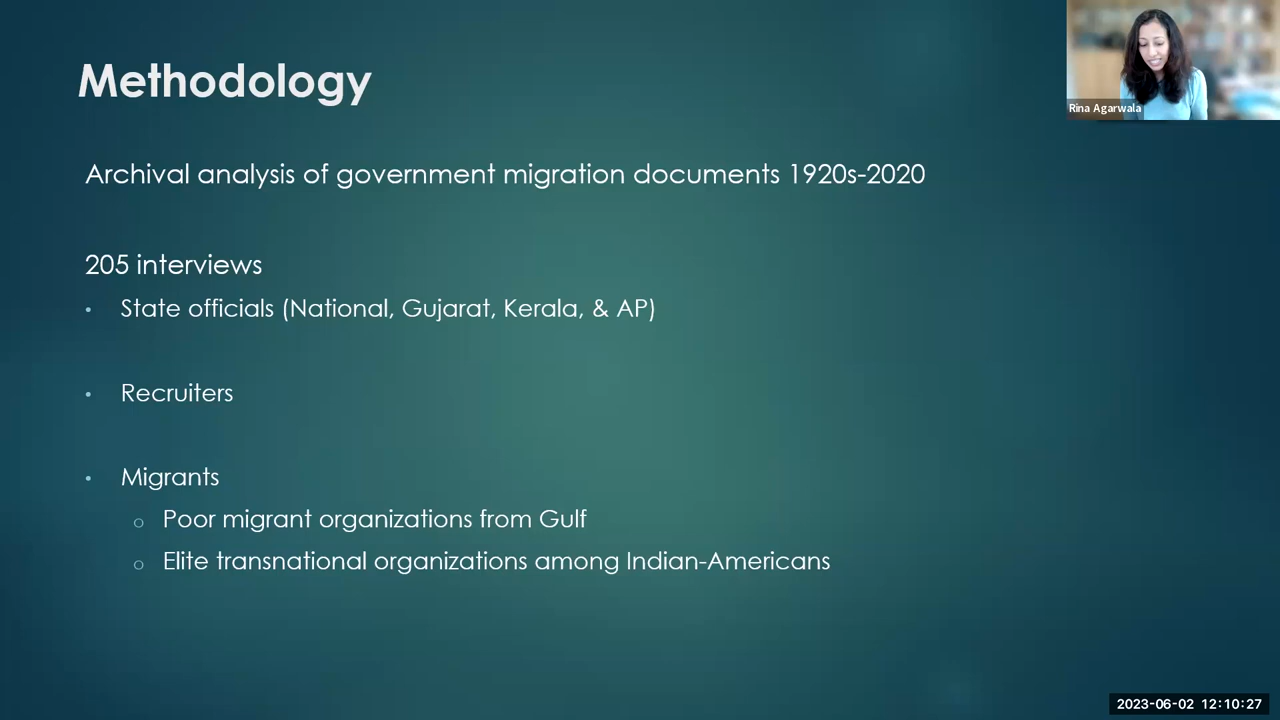 Methodology
Rina Agarwala
Archival analysis of government migration documents 1920s-2020
205 interviews
• State officials (National, Gujarat, Kerala, & AP)
• Recruiters
• Migrants
o Poor migrant organizations from Gulf
o Elite transnational organizations among Indian-Americans
2023-06-02 12:10:27